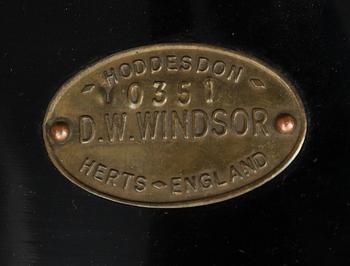 HODDESDON
Y0351
D.W.WINDSOR
HERTS ENGLAND